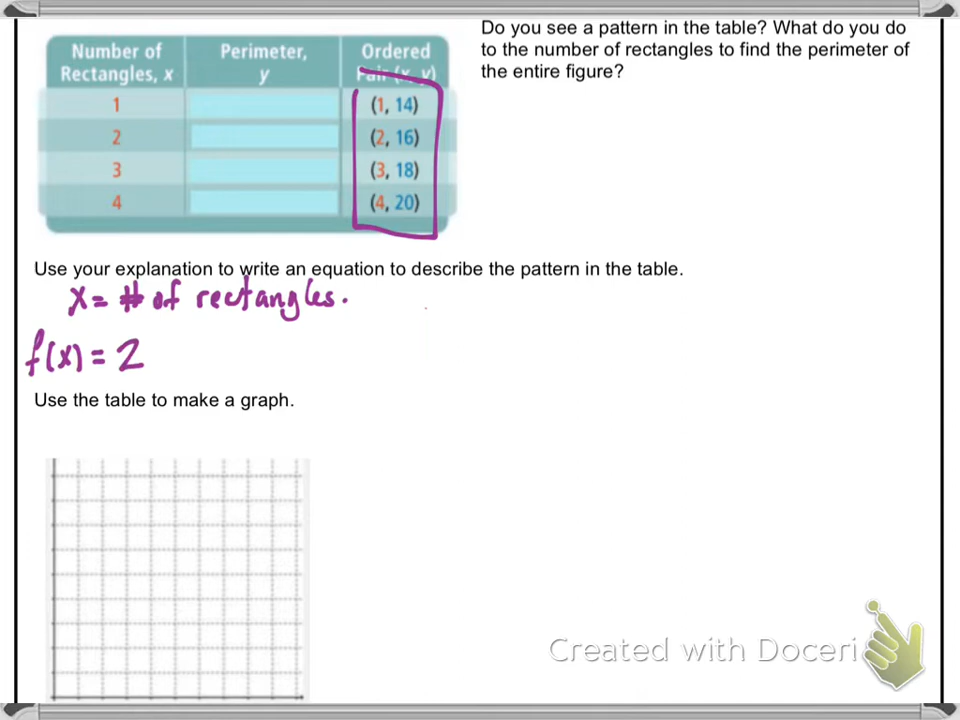 Do you see a pattern in the table? What do you do
to the number of rectangles to find the perimeter of
the entire figure?
Number of Rectangles, x Perimeter, y Ordered Pair (x, y)
1 (1, 14)
2 (2, 16)
3 (3, 18)
4 (4, 20)
Use your explanation to write an equation to describe the pattern in the table.
x = # of rectangles.
f(x) = 2
Use the table to make a graph.
Created with Doceri